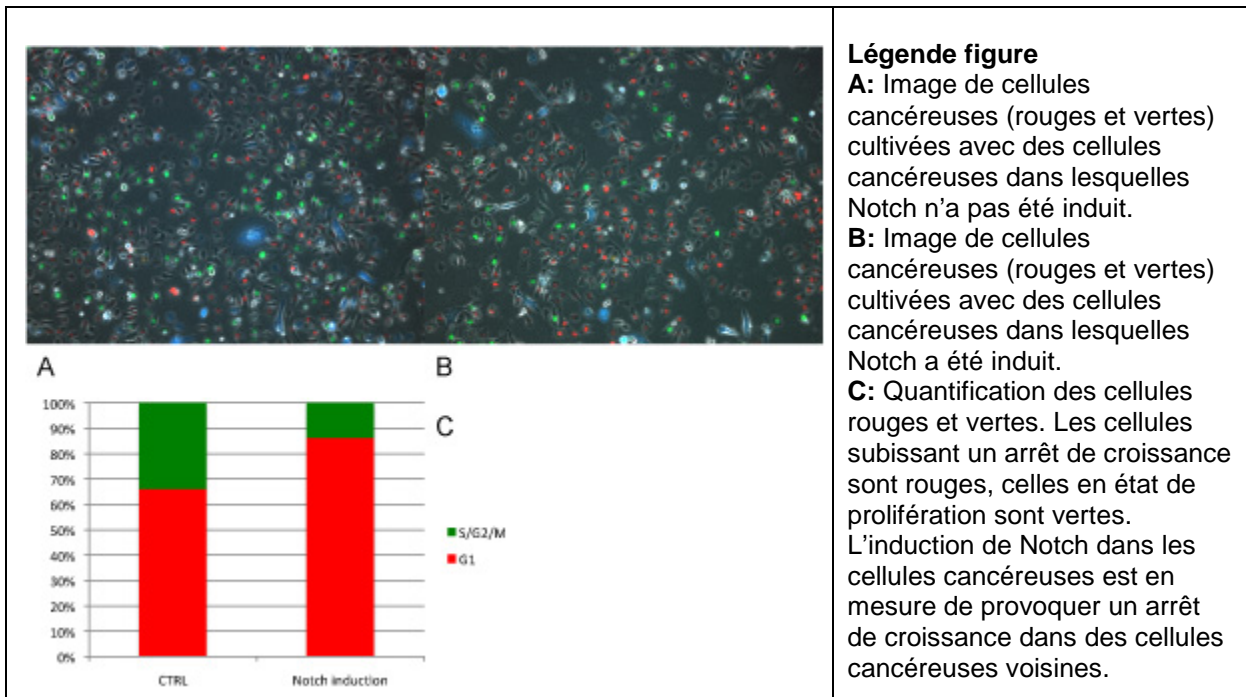 A
B
C
100%
90%
80%
70%
60%
50%
40%
30%
20%
10%
0%
CTRL
Notch induction
S/G2/M
G1
Légende figure
A: Image de cellules
cancéreuses (rouges et vertes)
cultivées avec des cellules
cancéreuses dans lesquelles
Notch n'a pas été induit.
B: Image de cellules
cancéreuses (rouges et vertes)
cultivées avec des cellules
cancéreuses dans lesquelles
Notch a été induit.
C: Quantification des cellules
rouges et vertes. Les cellules
subissant un arrêt de croissance
sont rouges, celles en état de
prolifération sont vertes.
L'induction de Notch dans les
cellules cancéreuses est en
mesure de provoquer un arrêt
de croissance dans des cellules
cancéreuses voisines.